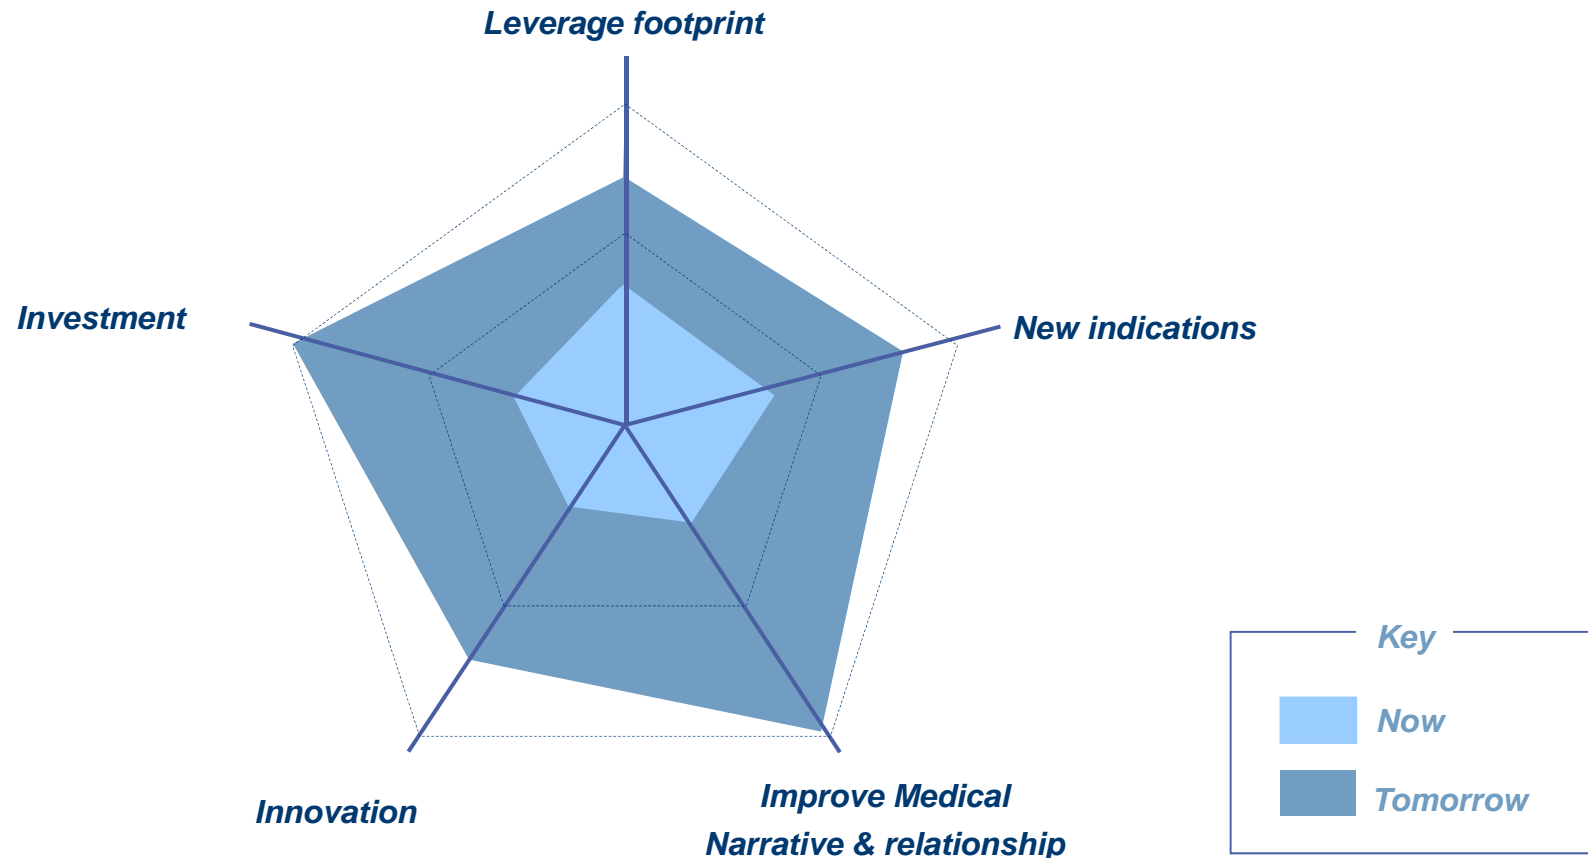 Leverage footprint
Investment
New indications
Innovation
Improve Medical
Narrative & relationship
Key
Now
Tomorrow